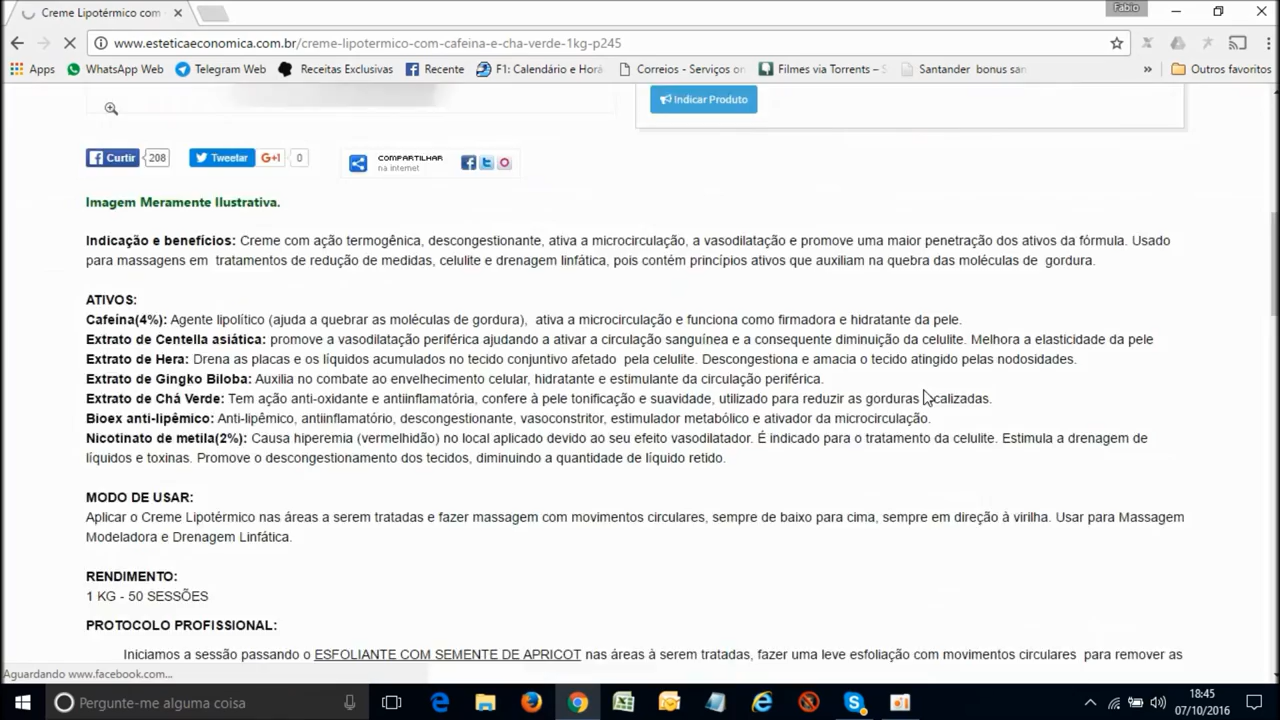 Creme Lipotérmico com
Fabio
www.esteticaeconomica.com.br/creme-lipotermico-com-cafeina-e-cha-verde-1kg-p245
Apps WhatsApp Web Telegram Web Receitas Exclusivas Recente F1: Calendário e Horá Correios - Serviços on Filmes via Torrents – S Santander bonus san » Outros favoritos
Indicar Produto
Curtir 208 Tweetar G+1 0 COMPARTILHAR
na internet
Imagem Meramente Ilustrativa.
Indicação e benefícios: Creme com ação termogênica, descongestionante, ativa a microcirculação, a vasodilatação e promove uma maior penetração dos ativos da fórmula. Usado
para massagens em tratamentos de redução de medidas, celulite e drenagem linfática, pois contém princípios ativos que auxiliam na quebra das moléculas de gordura.
ATIVOS:
Cafeína(4%): Agente lipolítico (ajuda a quebrar as moléculas de gordura), ativa a microcirculação e funciona como firmadora e hidratante da pele.
Extrato de Centella asiática: promove a vasodilatação periférica ajudando a ativar a circulação sanguínea e a consequente diminuição da celulite. Melhora a elasticidade da pele
Extrato de Hera: Drena as placas e os líquidos acumulados no tecido conjuntivo afetado pela celulite. Descongestiona e amacia o tecido atingido pelas nodosidades.
Extrato de Gingko Biloba: Auxilia no combate ao envelhecimento celular, hidratante e estimulante da circulação periférica.
Extrato de Chá Verde: Tem ação anti-oxidante e antiinflamatória, confere à pele tonificação e suavidade, utilizado para reduzir as gorduras localizadas.
Bioex anti-lipêmico: Anti-lipêmico, antiinflamatório, descongestionante, vasoconstritor, estimulador metabólico e ativador da microcirculação.
Nicotinato de metila(2%): Causa hiperemia (vermelhidão) no local aplicado devido ao seu efeito vasodilatador. É indicado para o tratamento da celulite. Estimula a drenagem de
líquidos e toxinas. Promove o descongestionamento dos tecidos, diminuindo a quantidade de líquido retido.
MODO DE USAR:
Aplicar o Creme Lipotérmico nas áreas a serem tratadas e fazer massagem com movimentos circulares, sempre de baixo para cima, sempre em direção à virilha. Usar para Massagem
Modeladora e Drenagem Linfática.
RENDIMENTO:
1 KG - 50 SESSÕES
PROTOCOLO PROFISSIONAL:
Iniciamos a sessão passando o ESFOLIANTE COM SEMENTE DE APRICOT nas áreas à serem tratadas, fazer uma leve esfoliação com movimentos circulares para remover as
Aguardando www.facebook.com...
Pergunte-me alguma coisa
18:45
07/10/2016